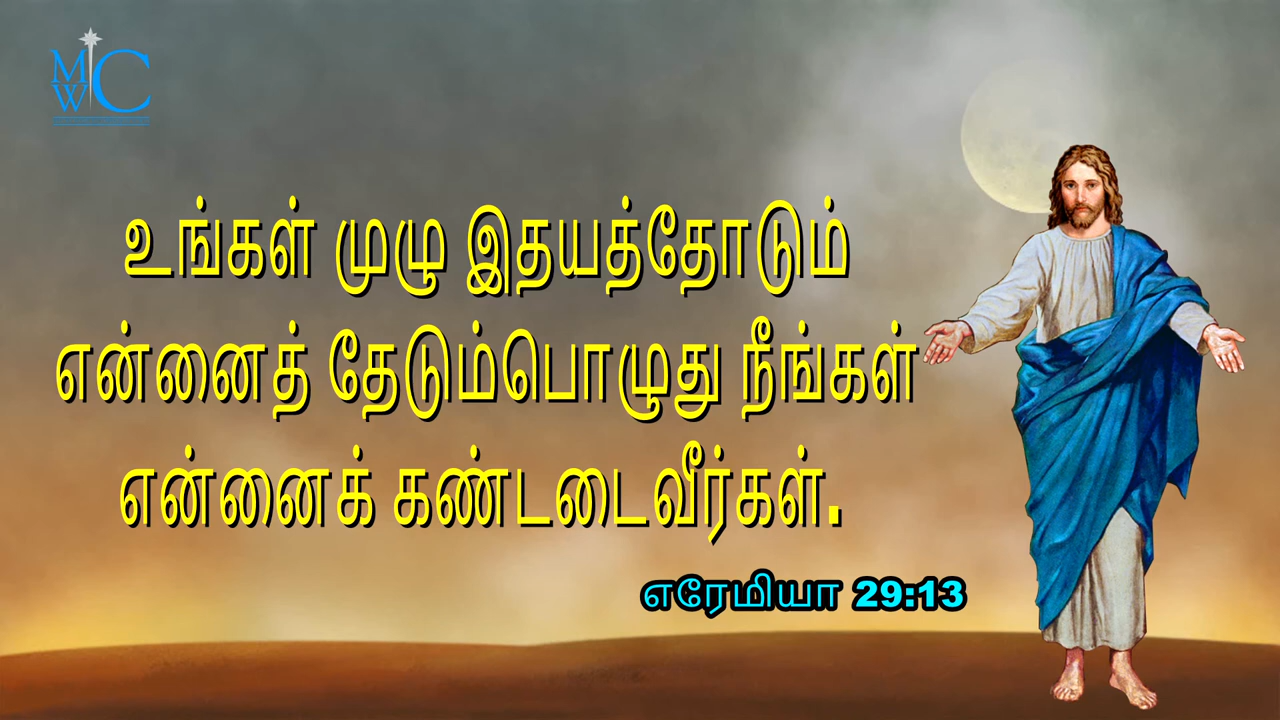 MWC
உங்கள் முழு இதயத்தோடும்
என்னைத் தேடும்பொழுது நீங்கள்
என்னைக் கண்டடைவீர்கள்.
எரேமியா 29:13